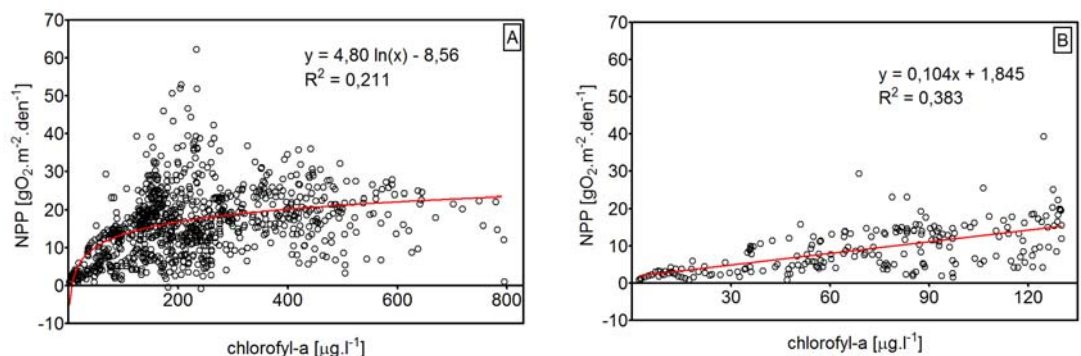 A
y = 4,80 ln(x) - 8,56
R² = 0,211
NPP [gO₂.m⁻².den⁻¹]
70
60
50
40
30
20
10
0
-10
200
400
600
800
chlorofyl-a [µg.l⁻¹]
B
y = 0,104x + 1,845
R² = 0,383
NPP [gO₂.m⁻².den⁻¹]
70
60
50
40
30
20
10
0
-10
30
60
90
120
chlorofyl-a [µg.l⁻¹]